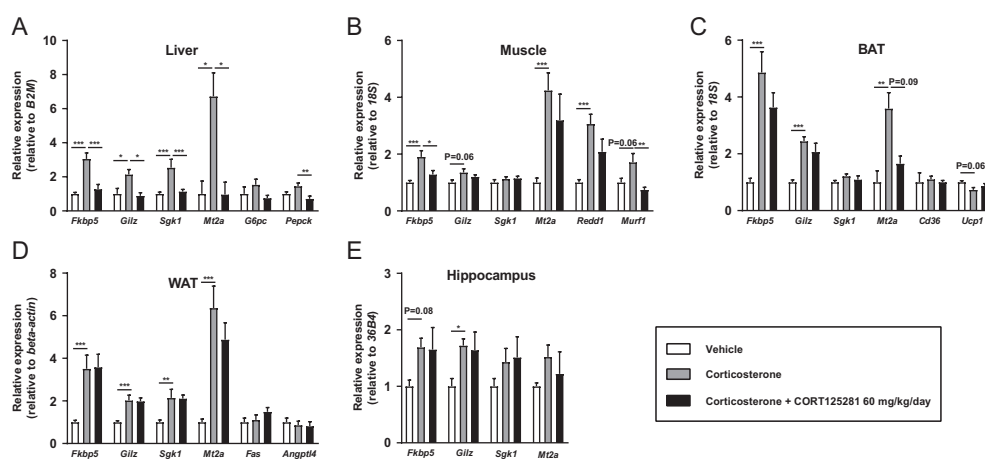 A
Liver
Relative expression
(relative to B2M)
10
8
6
4
2
0
*** ***
* *
*** ***
* *
**
Fkbp5 Gilz Sgk1 Mt2a G6pc Pepck
B
Muscle
Relative expression
(relative to 18S)
6
4
2
0
*** *
P=0.06
***
***
P=0.06 **
Fkbp5 Gilz Sgk1 Mt2a Redd1 Murf1
C
BAT
Relative expression
(relative to 18S)
6
4
2
0
***
***
** P=0.09
P=0.06
Fkbp5 Gilz Sgk1 Mt2a Cd36 Ucp1
D
WAT
Relative expression
(relative to beta-actin)
8
6
4
2
0
***
***
**
***
Fkbp5 Gilz Sgk1 Mt2a Fas Angptl4
E
Hippocampus
Relative expression
(relative to 36B4)
3
2
1
0
P=0.08
*
Fkbp5 Gilz Sgk1 Mt2a
Vehicle
Corticosterone
Corticosterone + CORT125281 60 mg/kg/day